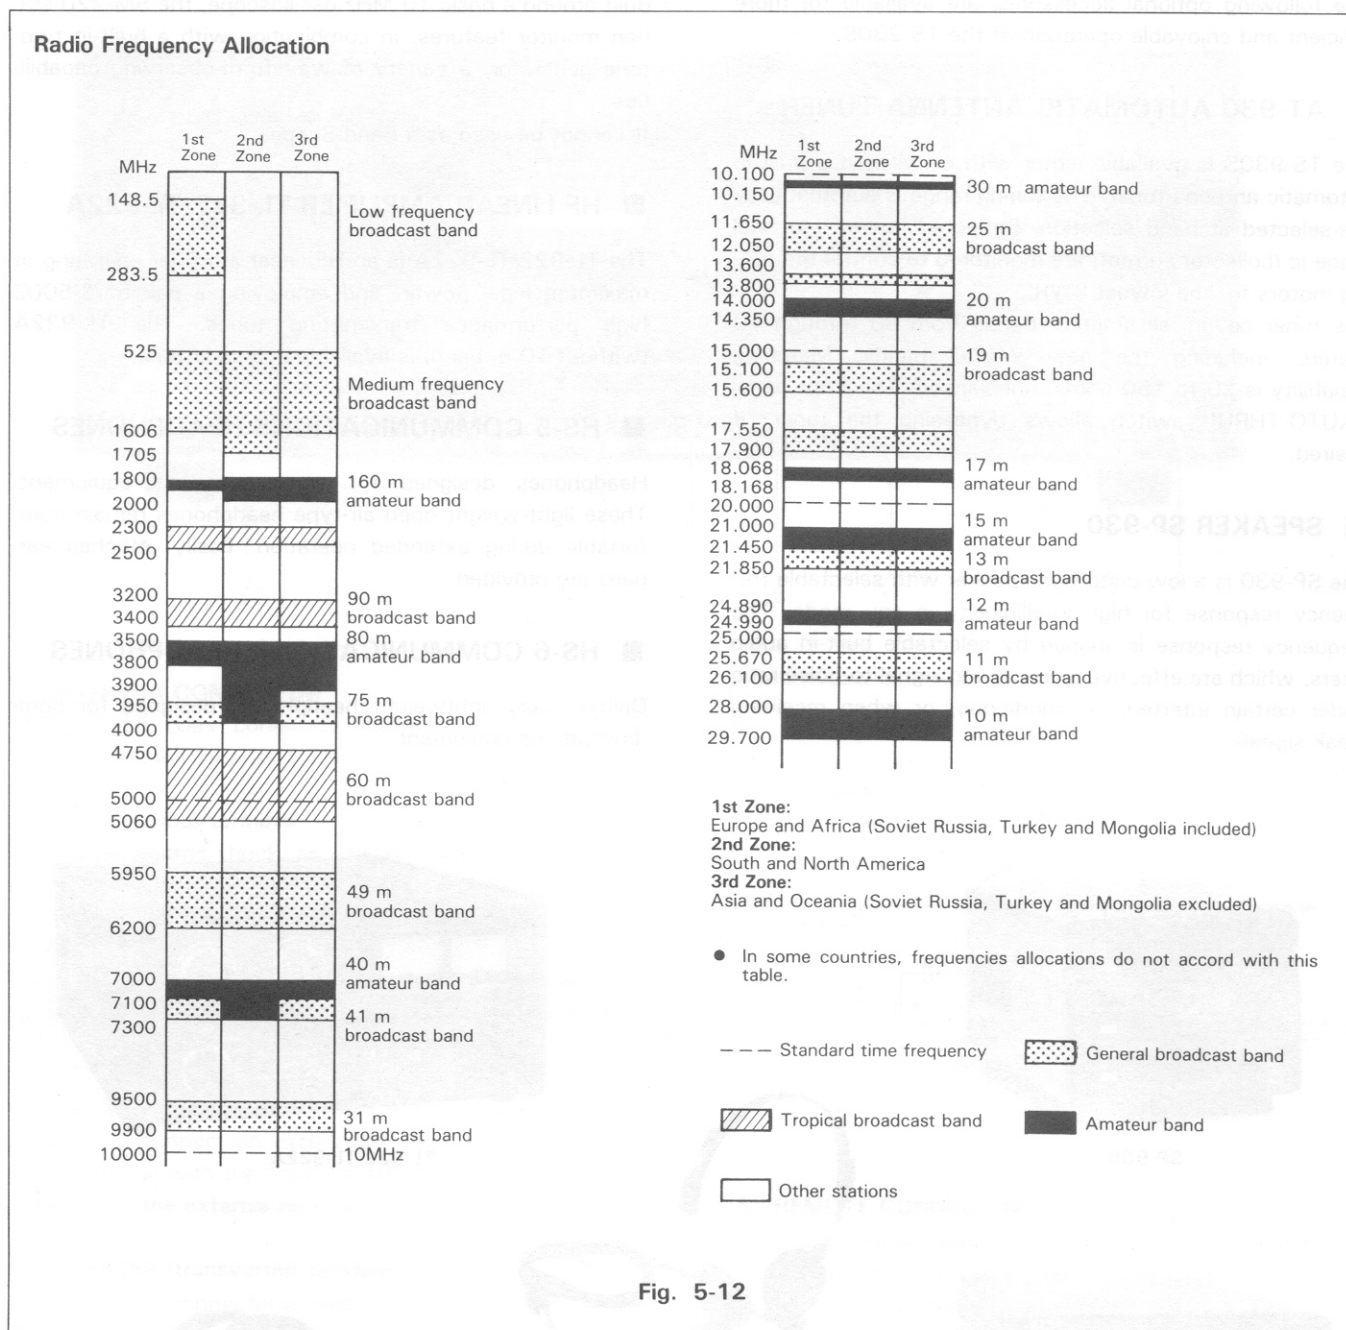 Radio Frequency Allocation
MHz
1st Zone
2nd Zone
3rd Zone
148.5
Low frequency
broadcast band
283.5
525
Medium frequency
broadcast band
1606
1705
1800
160 m
amateur band
2000
2300
2500
3200
90 m
broadcast band
3400
3500
80 m
amateur band
3800
3900
75 m
broadcast band
3950
4000
4750
60 m
broadcast band
5000
5060
5950
49 m
broadcast band
6200
7000
40 m
amateur band
7100
41 m
broadcast band
7300
9500
31 m
broadcast band
9900
10000
10MHz
MHz
1st Zone
2nd Zone
3rd Zone
10.100
10.150
30 m amateur band
11.650
25 m
broadcast band
12.050
13.600
13.800
14.000
20 m
amateur band
14.350
15.000
19 m
broadcast band
15.100
15.600
17.550
17.900
18.068
17 m
amateur band
18.168
20.000
21.000
15 m
amateur band
21.450
13 m
broadcast band
21.850
24.890
12 m
amateur band
24.990
25.000
25.670
11 m
broadcast band
26.100
28.000
10 m
amateur band
29.700
1st Zone:
Europe and Africa (Soviet Russia, Turkey and Mongolia included)
2nd Zone:
South and North America
3rd Zone:
Asia and Oceania (Soviet Russia, Turkey and Mongolia excluded)
● In some countries, frequencies allocations do not accord with this
table.
Standard time frequency
General broadcast band
Tropical broadcast band
Amateur band
Other stations
Fig. 5-12